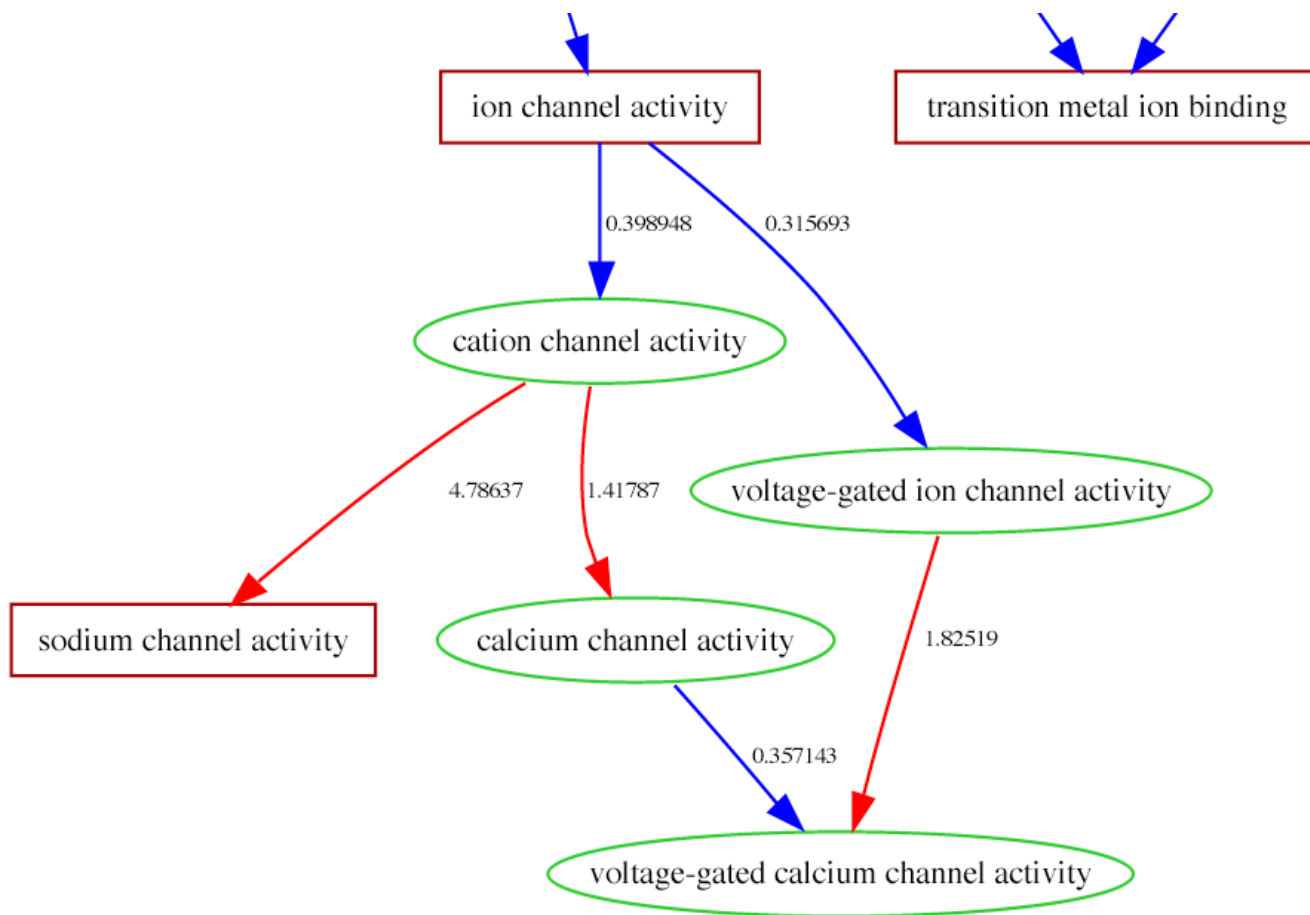 ion channel activity
transition metal ion binding
0.398948
0.315693
cation channel activity
4.78637
1.41787
voltage-gated ion channel activity
sodium channel activity
calcium channel activity
1.82519
0.357143
voltage-gated calcium channel activity